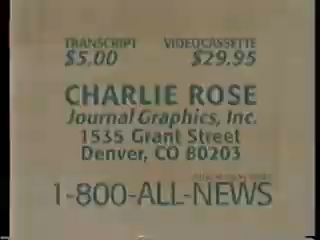 TRANSCRIPT VIDEOCASSETTE
$5.00 $29.95
CHARLIE ROSE
Journal Graphics, Inc.
1535 Grant Street
Denver, CO 80203
1-800-ALL-NEWS